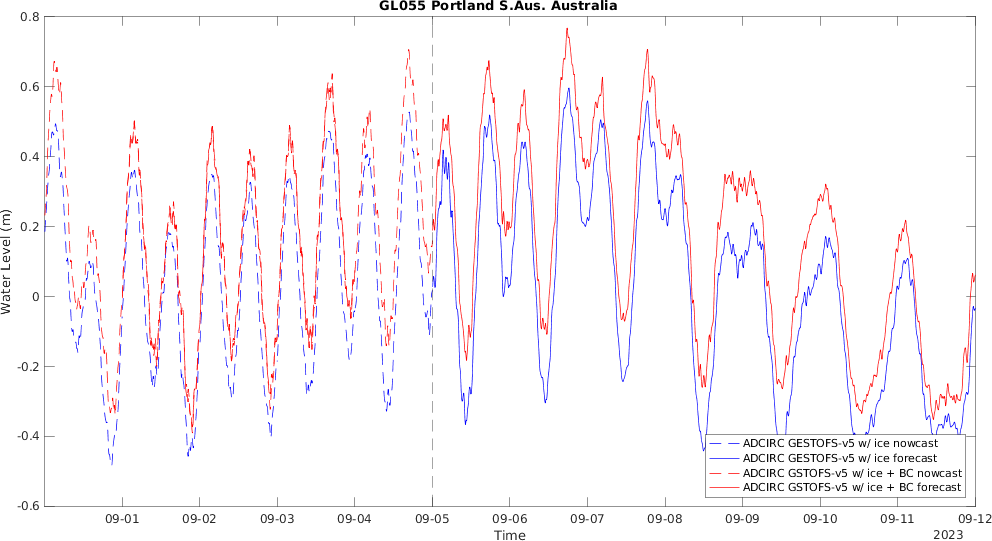 GL055 Portland S.Aus. Australia
0.8
0.6
0.4
0.2
0
-0.2
-0.4
-0.6
Water Level (m)
ADCIRC GESTOFS-v5 w/ ice nowcast
ADCIRC GESTOFS-v5 w/ ice forecast
ADCIRC GSTOFS-v5 w/ ice + BC nowcast
ADCIRC GSTOFS-v5 w/ ice + BC forecast
09-01 09-02 09-03 09-04 09-05 09-06 09-07 09-08 09-09 09-10 09-11 09-12
Time 2023